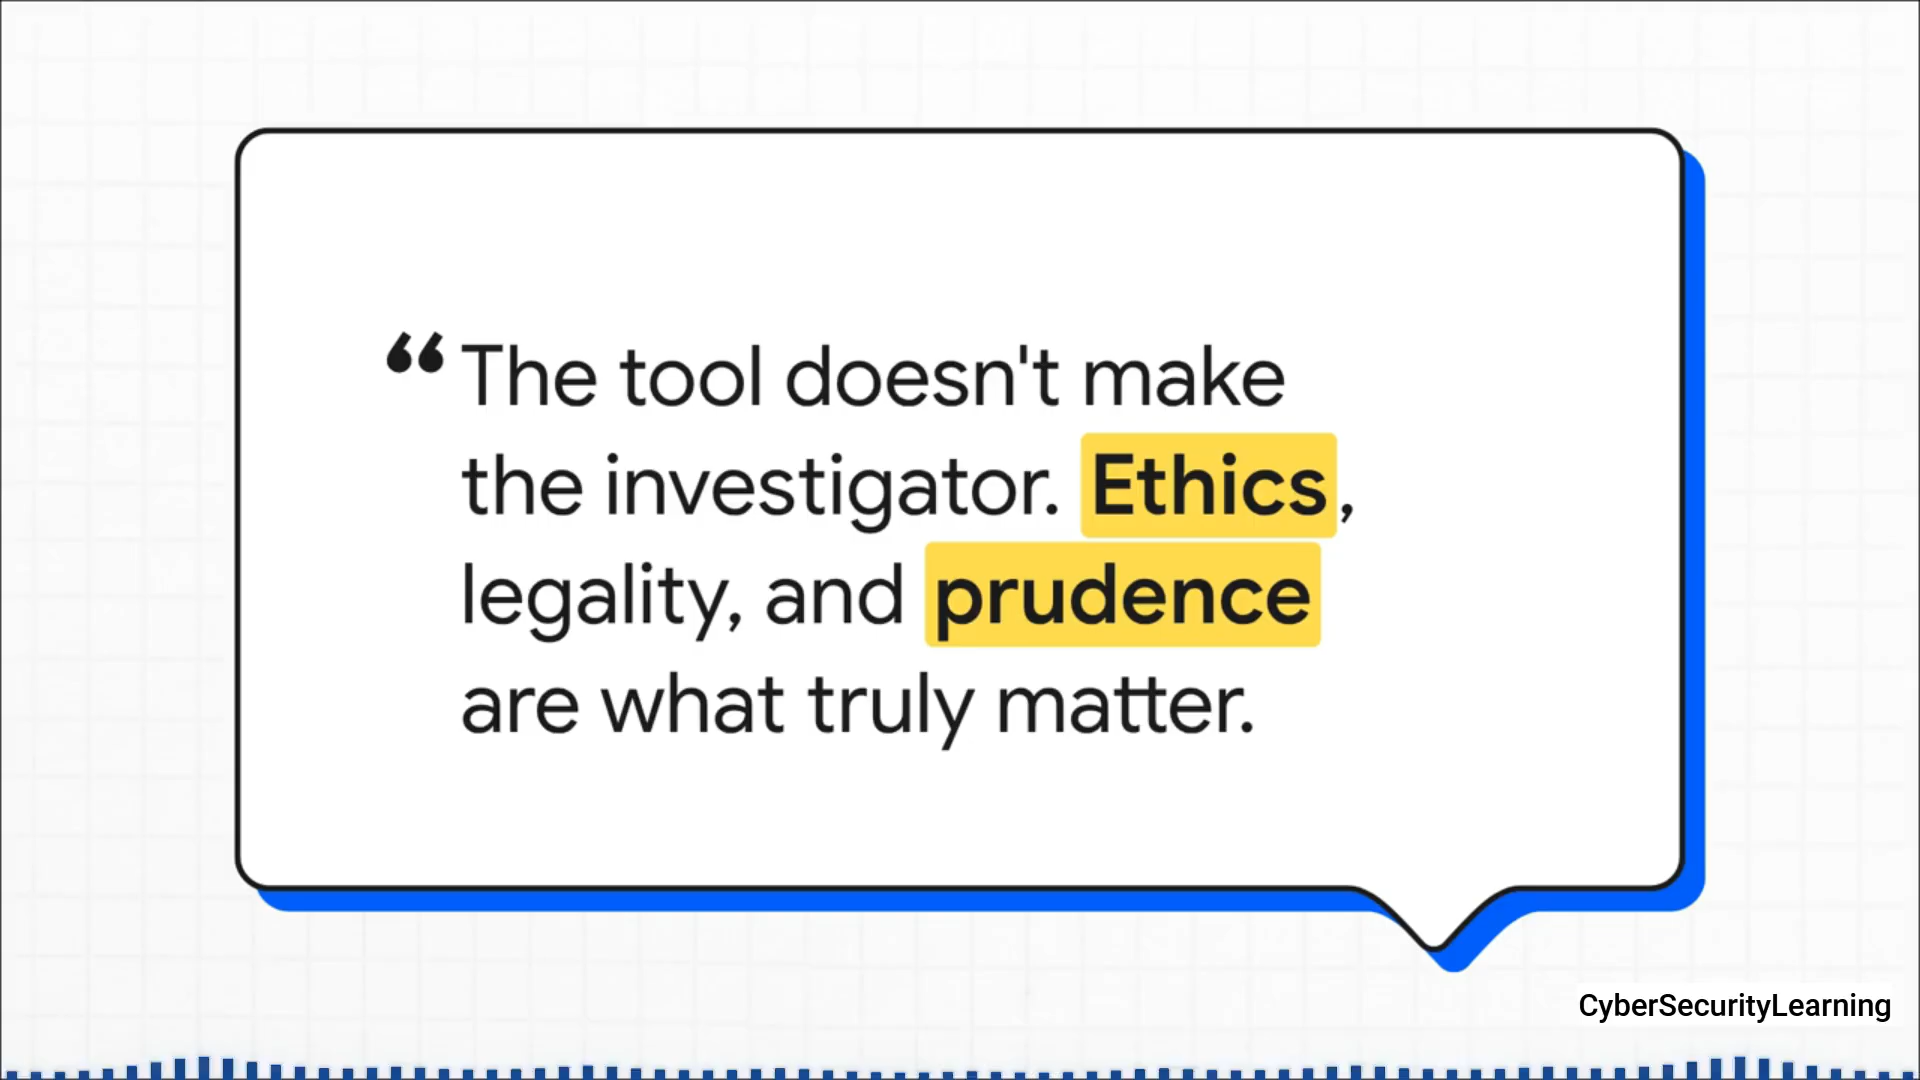 “ The tool doesn't make
the investigator. Ethics,
legality, and prudence
are what truly matter.
CyberSecurityLearning